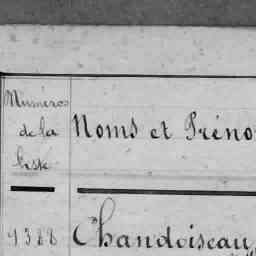 Numéros
de la
liste
Noms et Préno
4388 Chandoiseau,